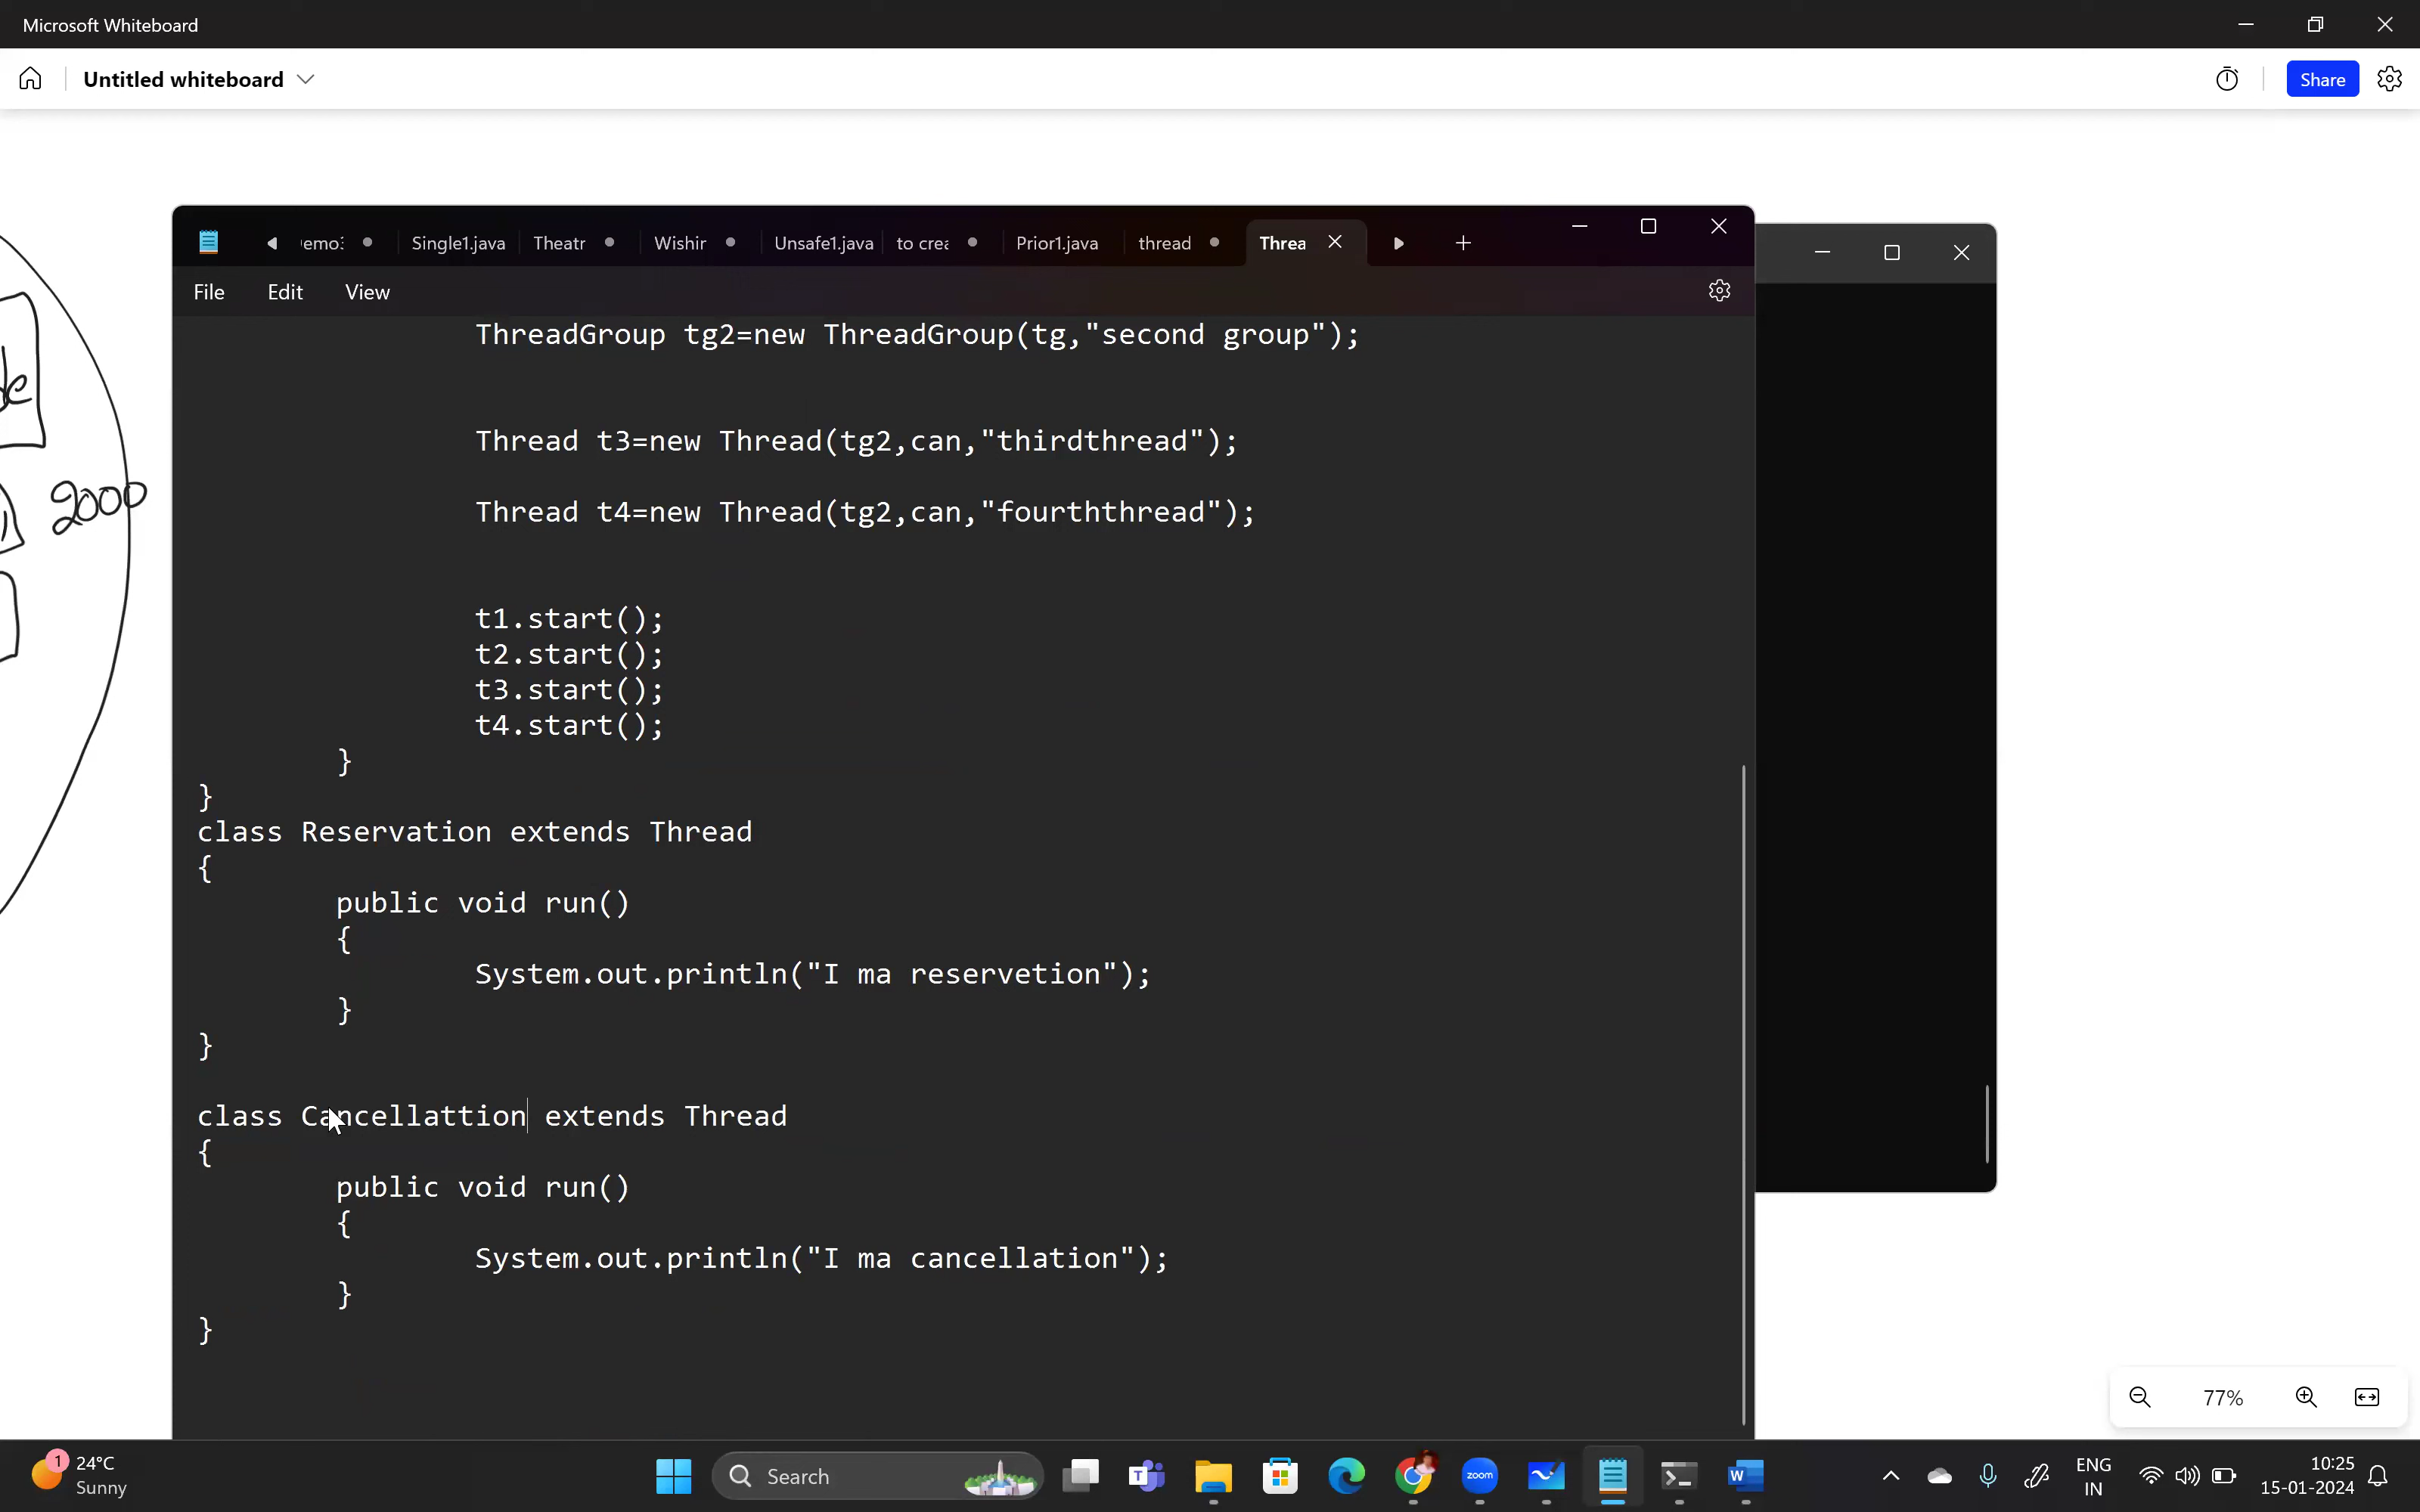 Microsoft Whiteboard
Untitled whiteboard
Share
emo3
Single1.java
Theatr
Wishir
Unsafe1.java
to crea
Prior1.java
thread
Threa
File Edit View
ThreadGroup tg2=new ThreadGroup(tg,"second group");
Thread t3=new Thread(tg2,can,"thirdthread");
Thread t4=new Thread(tg2,can,"fourththread");
2000
t1.start();
t2.start();
t3.start();
t4.start();
}
}
class Reservation extends Thread
{
public void run()
{
System.out.println("I ma reservetion");
}
}
class Cancellattion extends Thread
{
public void run()
{
System.out.println("I ma cancellation");
}
}
77%
1
24°C
Sunny
Search
zoom
ENG
IN
10:25
15-01-2024